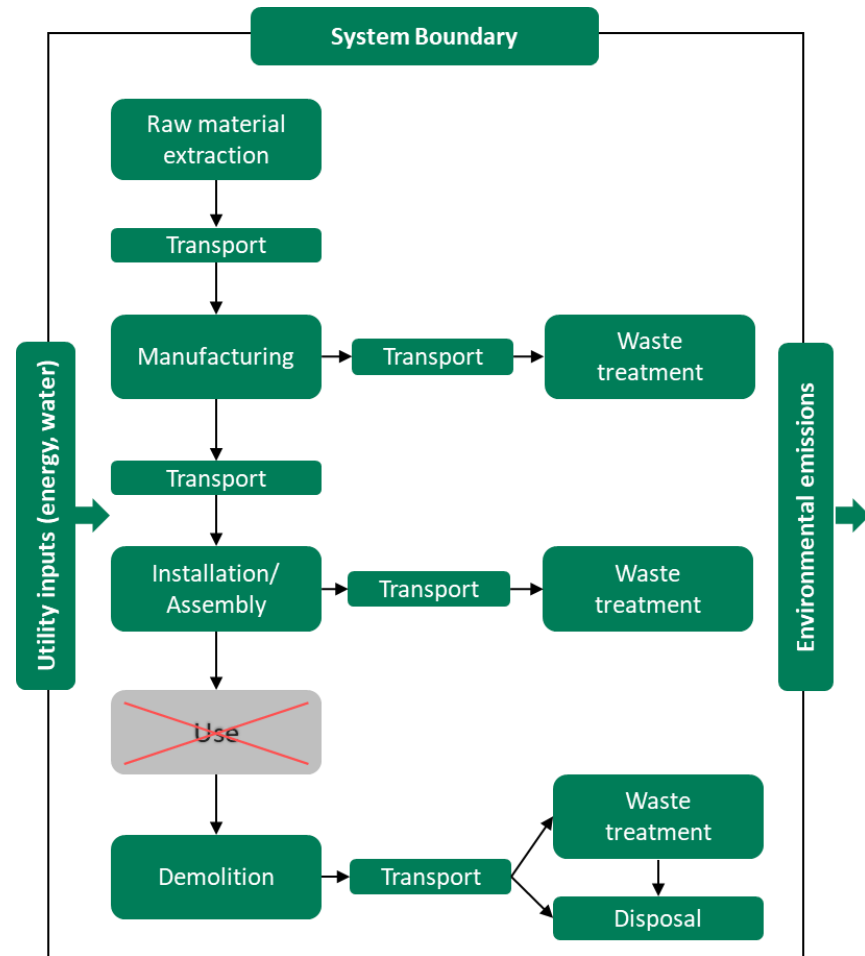 System Boundary
Raw material
extraction
Transport
Manufacturing
Transport
Waste
treatment
Utility inputs (energy, water)
Environmental emissions
Transport
Installation/
Assembly
Transport
Waste
treatment
Use
Waste
treatment
Demolition
Transport
Disposal